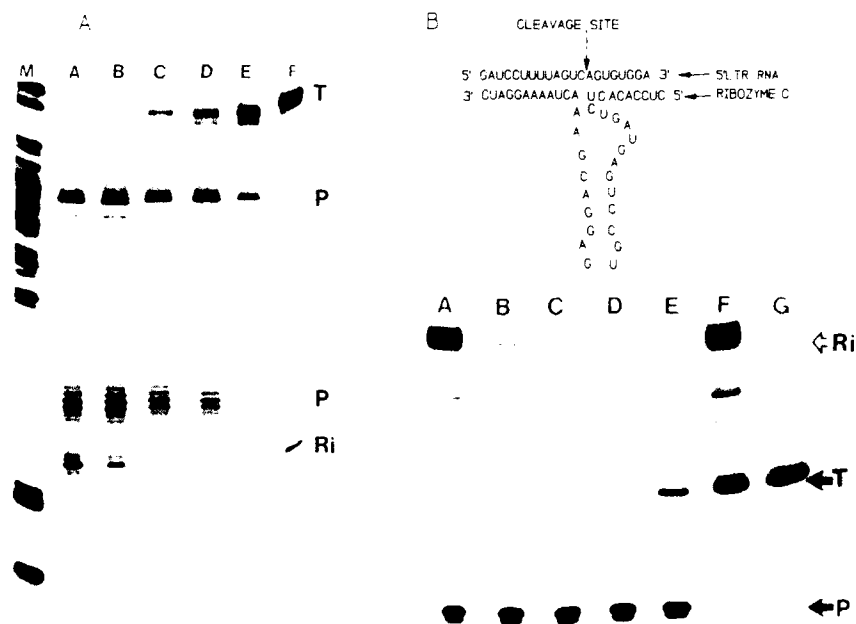 A
M A B C D E F
T
P
P
Ri
B
CLEAVAGE SITE
5' GAUCCUUUUAGUCAGUGUGGA 3' 5'LTR RNA
3' CUAGGAAAAUCA UCACACCUC 5' RIBOZYME C
C
U
G
A
U
G
A
G
U
C
C
G
U
A
A
G
C
A
G
G
A
G
A B C D E F G
Ri
T
P